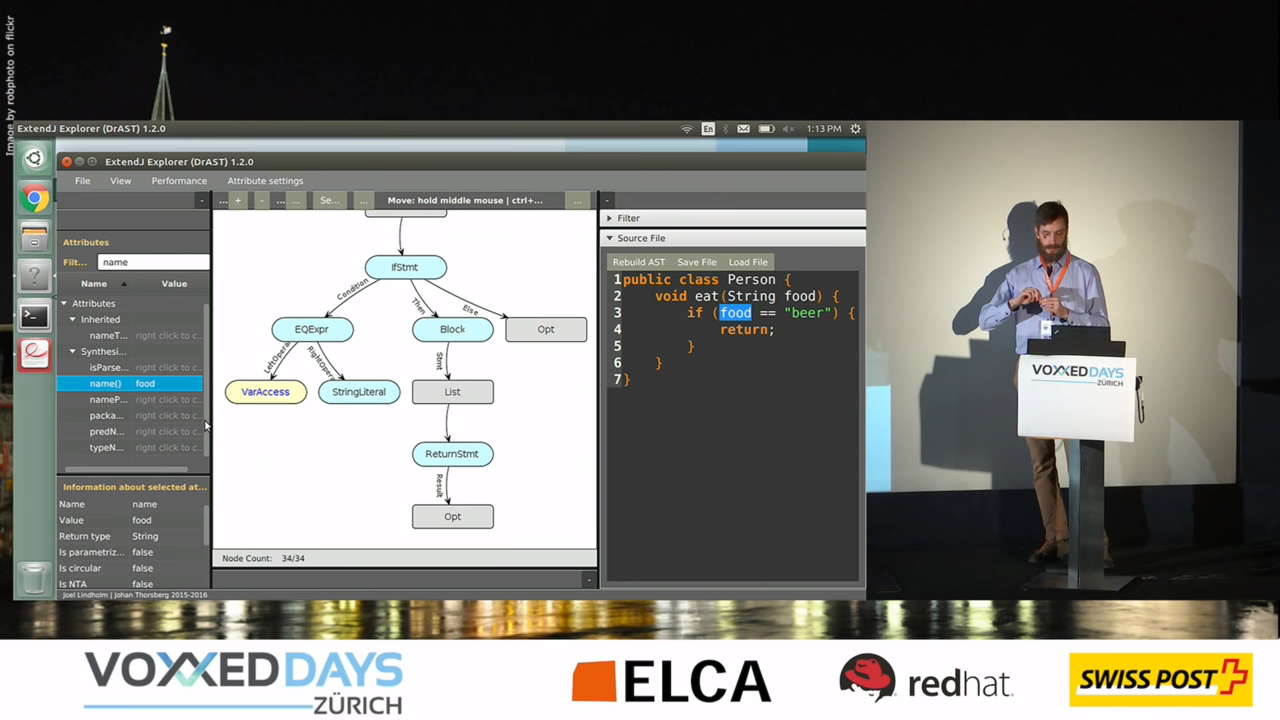 Image by robphoto on flickr
ExtendJ Explorer (DrAST) 1.2.0
En
1:13 PM
ExtendJ Explorer (DrAST) 1.2.0
File View Performance Attribute settings
- ... + - ... ... Se... ... Move: hold middle mouse | ctrl+... ... -
Attributes
Filt... name
Name Value
Attributes
Inherited
nameT... right click to c...
Synthesi...
isParse... right click to c...
name() food
nameP... right click to c...
packa... right click to c...
predN... right click to c...
typeN... right click to c...
Information about selected at...
Name name
Value food
Return type String
Is parametriz... false
Is circular false
Is NTA false
Joel Lindholm | Johan Thorsberg 2015-2016
IfStmt
Condition
Then
Else
EQExpr
Block
Opt
LeftOpera
RightOpera
Stmt
VarAccess
StringLiteral
List
ReturnStmt
Result
Opt
Node Count: 34/34
Filter
Source File
Rebuild AST Save File Load File
1public class Person {
2 void eat(String food) {
3 if (food == "beer") {
4 return;
5 }
6 }
7}
VOXXEDDAYS
ZÜRICH
VOXXEDDAYS
ZÜRICH
ELCA
redhat.
SWISS POST